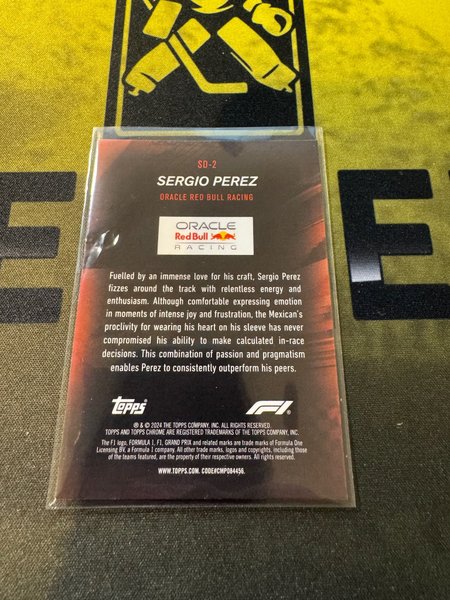 SD-2
SERGIO PEREZ
ORACLE RED BULL RACING
ORACLE
Red Bull
RACING
Fuelled by an immense love for his craft, Sergio Perez
fizzes around the track with relentless energy and
enthusiasm. Although comfortable expressing emotion
in moments of intense joy and frustration, the Mexican's
proclivity for wearing his heart on his sleeve has never
compromised his ability to make calculated in-race
decisions. This combination of passion and pragmatism
enables Perez to consistently outperform his peers.
topps
F1
® & © 2024 THE TOPPS COMPANY, INC. ALL RIGHTS RESERVED.
TOPPS AND TOPPS CHROME ARE REGISTERED TRADEMARKS OF THE TOPPS COMPANY, INC.
The F1 logo, FORMULA 1, F1, GRAND PRIX and related marks are trade marks of Formula One
Licensing BV, a Formula 1 company. All other trade marks, logos and copyrights, including those
of the teams featured, are the property of their respective owners. All rights reserved.
WWW.TOPPS.COM. CODE#CMP084456.